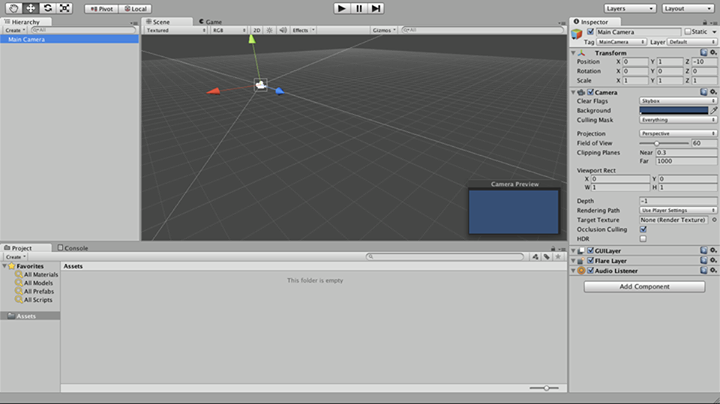 Pivot Local Layers Layout
Hierarchy
Create All
Main Camera
Scene Game
Textured RGB 2D Effects Gizmos All
Camera Preview
Inspector
Main Camera Static
Tag MainCamera Layer Default
Transform
Position X 0 Y 1 Z -10
Rotation X 0 Y 0 Z 0
Scale X 1 Y 1 Z 1
Camera
Clear Flags Skybox
Background
Culling Mask Everything
Projection Perspective
Field of View 60
Clipping Planes Near 0.3
Far 1000
Viewport Rect
X 0 Y 0
W 1 H 1
Depth -1
Rendering Path Use Player Settings
Target Texture None (Render Texture)
Occlusion Culling
HDR
GUILayer
Flare Layer
Audio Listener
Add Component
Project Console
Create
Favorites
All Materials
All Models
All Prefabs
All Scripts
Assets
Assets
This folder is empty